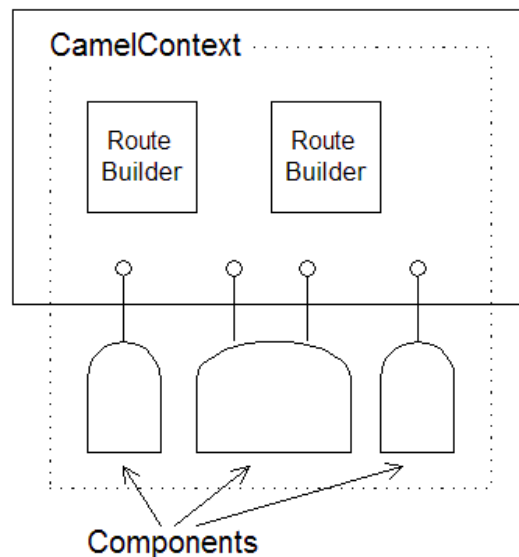 CamelContext
Route
Builder
Route
Builder
Components